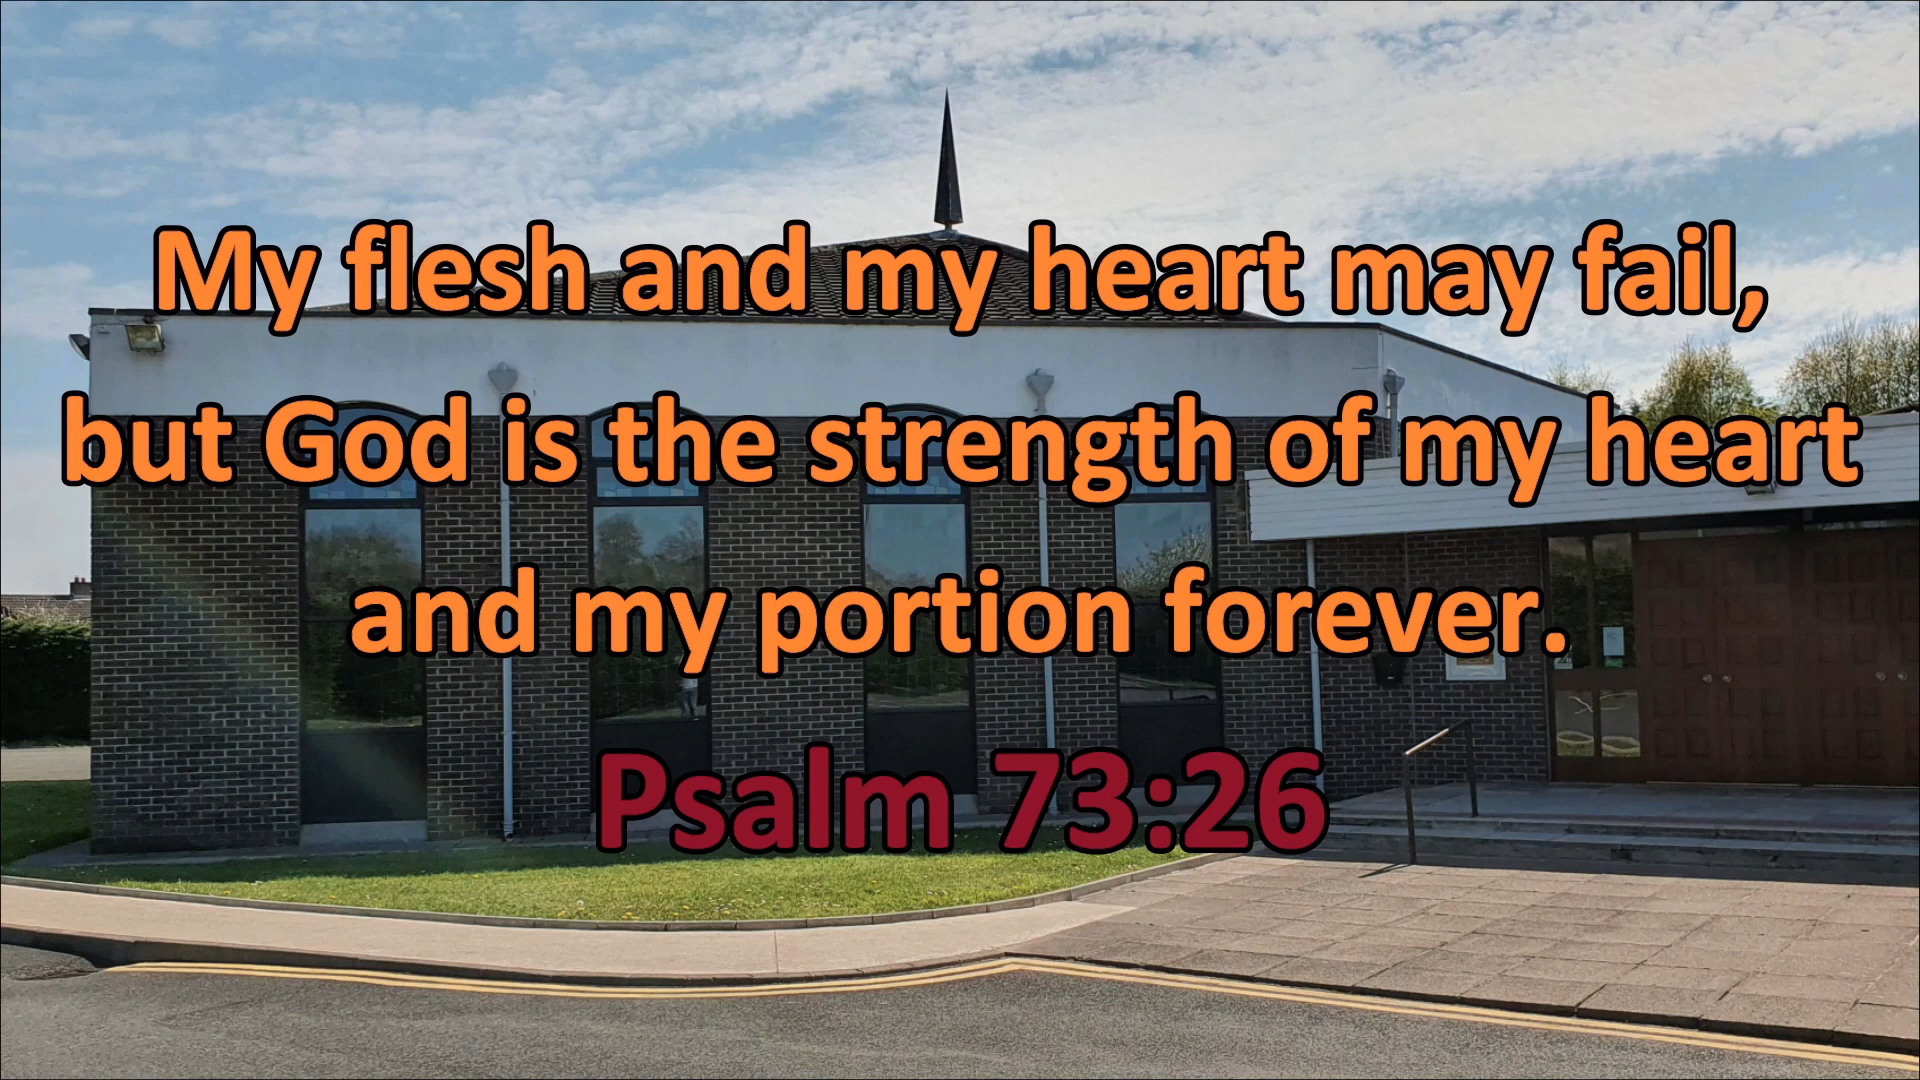 My flesh and my heart may fail,
but God is the strength of my heart
and my portion forever.
Psalm 73:26